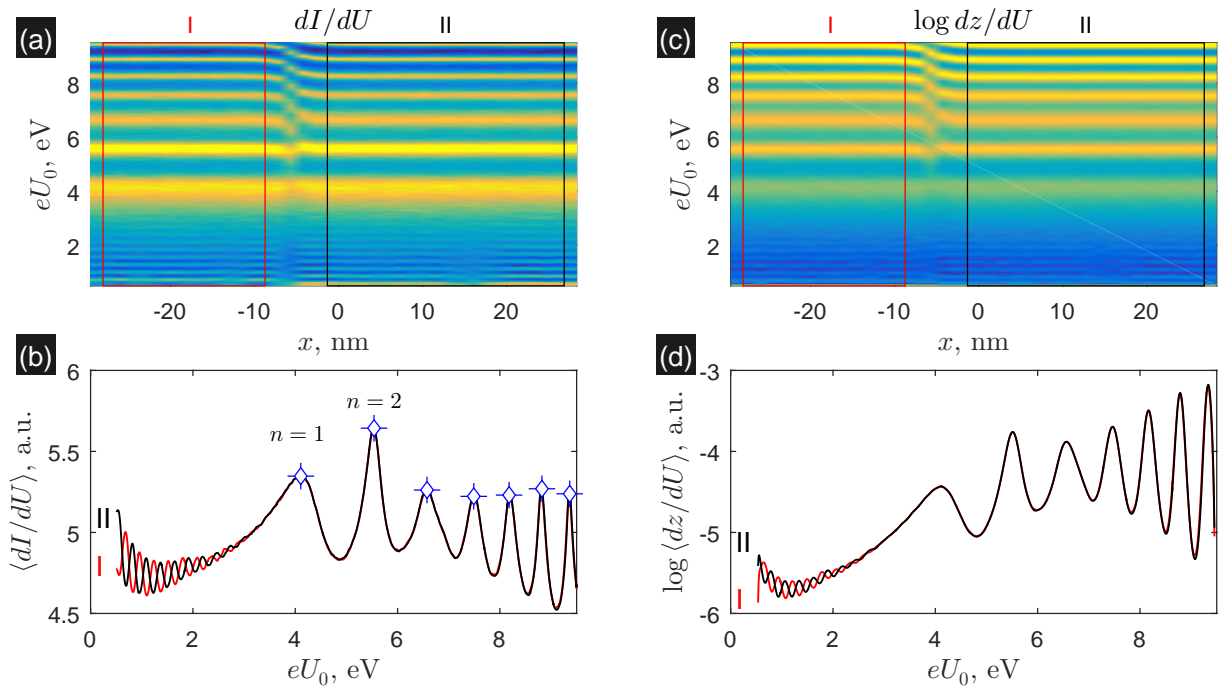 (a)
I
dI/dU
II
8
6
4
2
eU₀, eV
-20
-10
0
10
20
x, nm
(c)
I
log dz/dU
II
8
6
4
2
eU₀, eV
-20
-10
0
10
20
x, nm
(b)
6
5.5
5
4.5
⟨dI/dU⟩, a.u.
n = 1
n = 2
II
I
0
2
4
6
8
eU₀, eV
(d)
-3
-4
-5
-6
log ⟨dz/dU⟩, a.u.
II
I
0
2
4
6
8
eU₀, eV